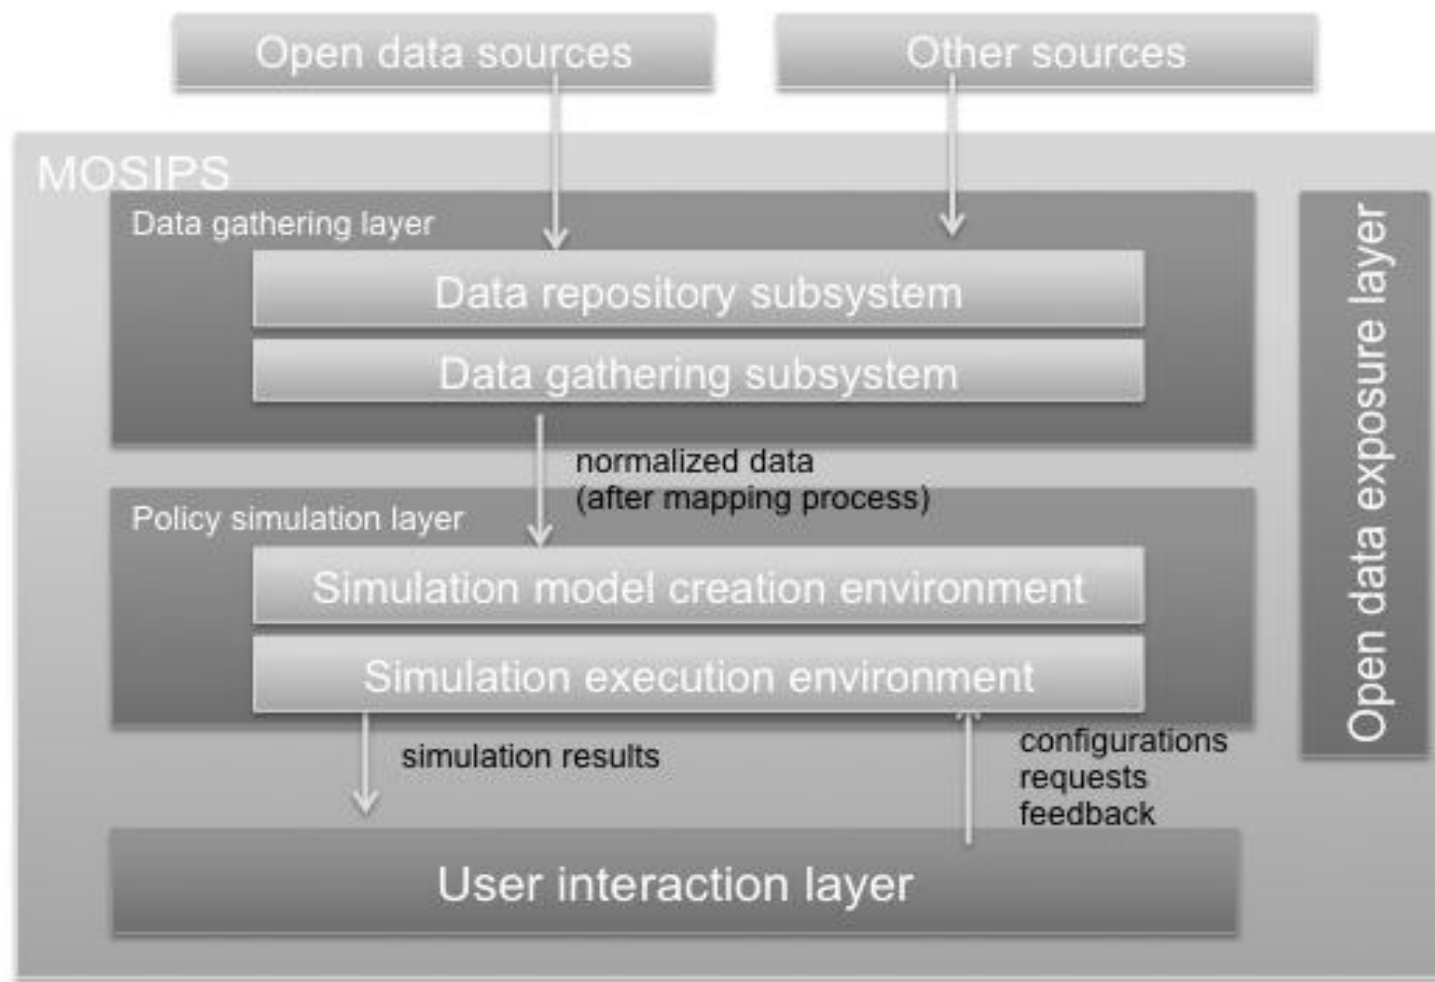 Open data sources
Other sources
MOSIPS
Data gathering layer
Data repository subsystem
Data gathering subsystem
normalized data
(after mapping process)
Policy simulation layer
Simulation model creation environment
Simulation execution environment
simulation results
configurations
requests
feedback
User interaction layer
Open data exposure layer